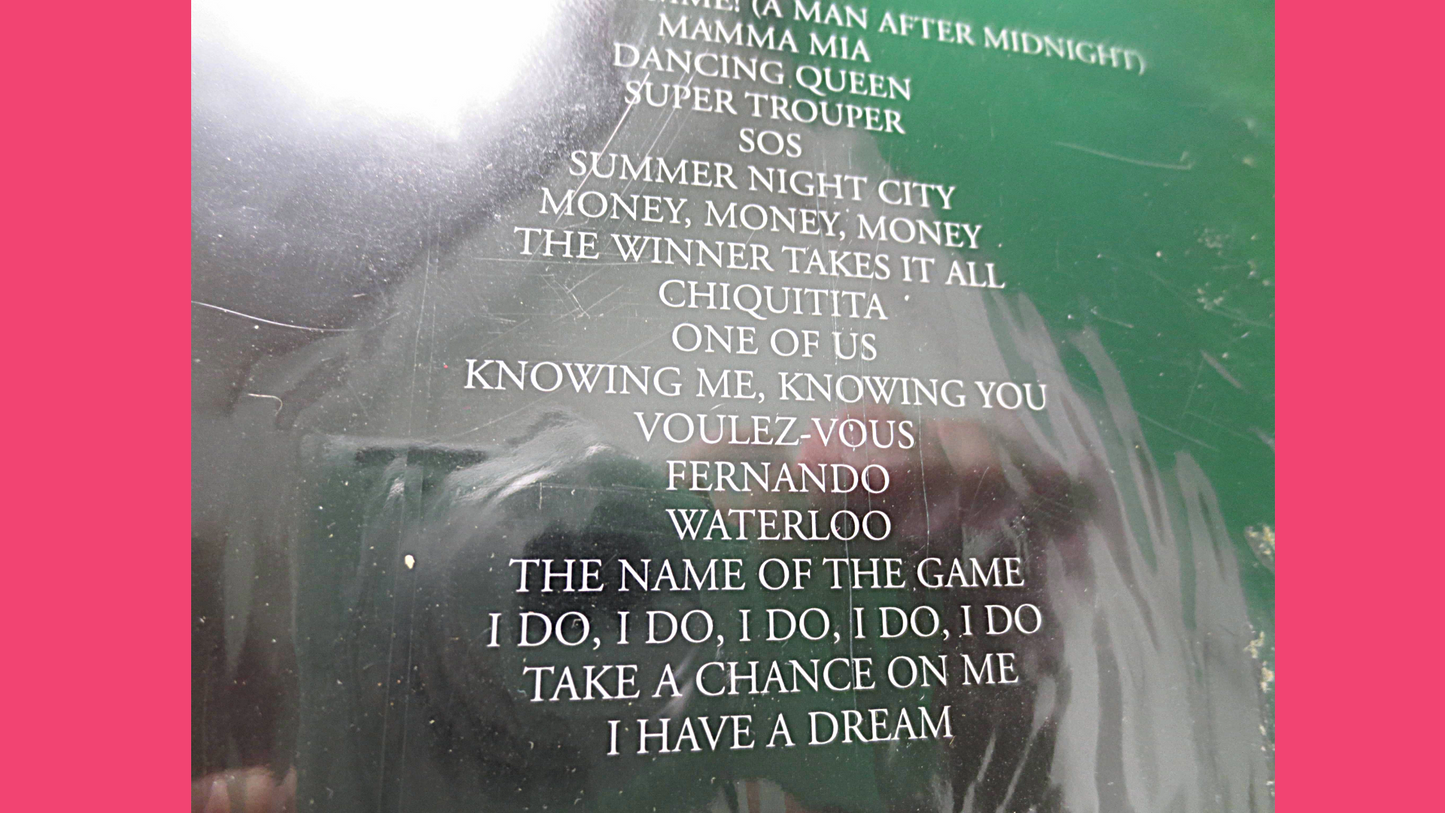 (A MAN AFTER MIDNIGHT)
MAMMA MIA
DANCING QUEEN
SUPER TROUPER
SOS
SUMMER NIGHT CITY
MONEY, MONEY, MONEY
THE WINNER TAKES IT ALL
CHIQUITITA
ONE OF US
KNOWING ME, KNOWING YOU
VOULEZ-VOUS
FERNANDO
WATERLOO
THE NAME OF THE GAME
I DO, I DO, I DO, I DO, I DO
TAKE A CHANCE ON ME
I HAVE A DREAM